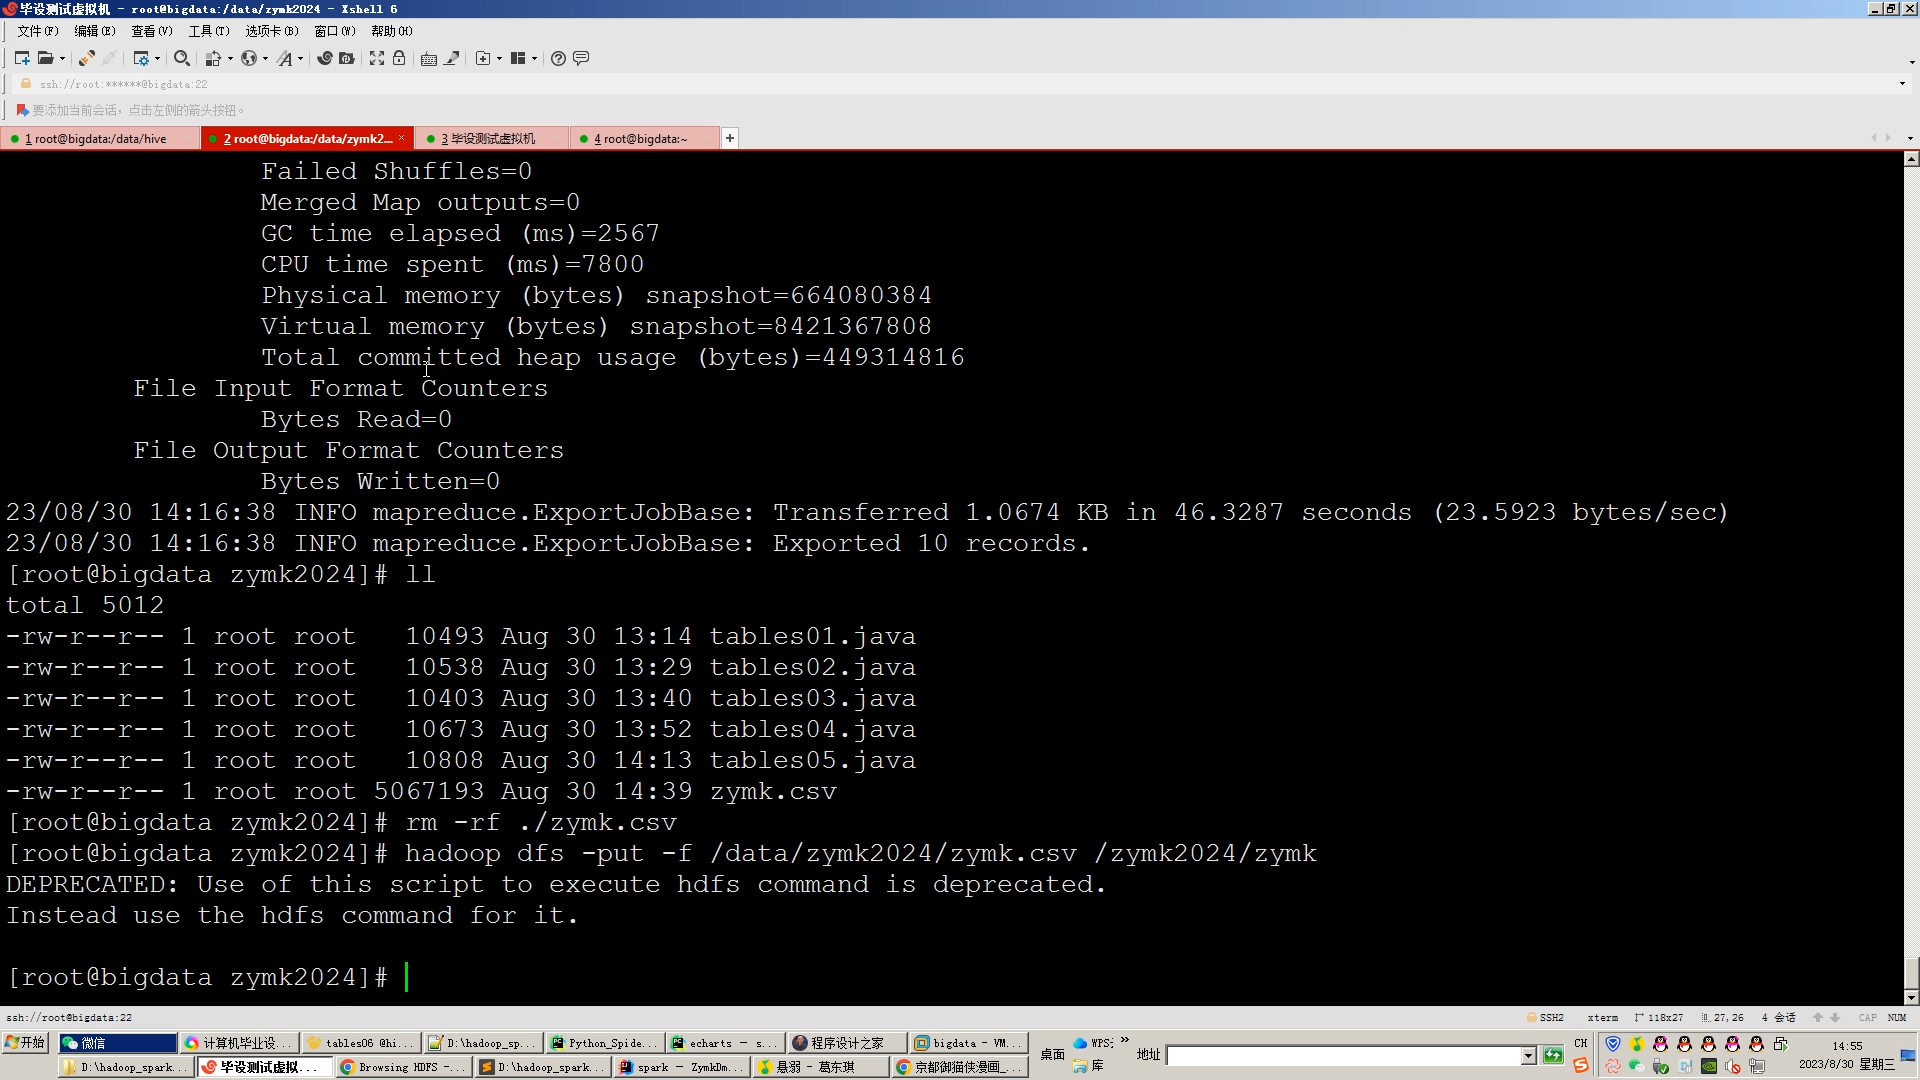 毕设测试虚拟机 - root@bigdata:/data/zymk2024 - Xshell 6
文件(F) 编辑(E) 查看(V) 工具(T) 选项卡(B) 窗口(W) 帮助(H)
ssh://root:******@bigdata:22
要添加当前会话，点击左侧的箭头按钮。
1 root@bigdata:/data/hive 2 root@bigdata:/data/zymk2... 3 毕设测试虚拟机 4 root@bigdata:~
Failed Shuffles=0
Merged Map outputs=0
GC time elapsed (ms)=2567
CPU time spent (ms)=7800
Physical memory (bytes) snapshot=664080384
Virtual memory (bytes) snapshot=8421367808
Total committed heap usage (bytes)=449314816
File Input Format Counters
Bytes Read=0
File Output Format Counters
Bytes Written=0
23/08/30 14:16:38 INFO mapreduce.ExportJobBase: Transferred 1.0674 KB in 46.3287 seconds (23.5923 bytes/sec)
23/08/30 14:16:38 INFO mapreduce.ExportJobBase: Exported 10 records.
[root@bigdata zymk2024]# ll
total 5012
-rw-r--r-- 1 root root 10493 Aug 30 13:14 tables01.java
-rw-r--r-- 1 root root 10538 Aug 30 13:29 tables02.java
-rw-r--r-- 1 root root 10403 Aug 30 13:40 tables03.java
-rw-r--r-- 1 root root 10673 Aug 30 13:52 tables04.java
-rw-r--r-- 1 root root 10808 Aug 30 14:13 tables05.java
-rw-r--r-- 1 root root 5067193 Aug 30 14:39 zymk.csv
[root@bigdata zymk2024]# rm -rf ./zymk.csv
[root@bigdata zymk2024]# hadoop dfs -put -f /data/zymk2024/zymk.csv /zymk2024/zymk
DEPRECATED: Use of this script to execute hdfs command is deprecated.
Instead use the hdfs command for it.
[root@bigdata zymk2024]#
ssh://root@bigdata:22 SSH2 xterm 118x27 27,26 4 会话 CAP NUM
开始 微信 计算机毕业设... tables06 @hi... D:\hadoop_sp... Python_Spide... echarts – s... 程序设计之家 bigdata - VM... 桌面 WPS: 地址 CH 14:55
D:\hadoop_spark... 毕设测试虚拟... Browsing HDFS -... D:\hadoop_spark... spark – ZymkDm... 悬弱 - 葛东琪 京都御猫侠漫画_... 库 2023/8/30 星期三